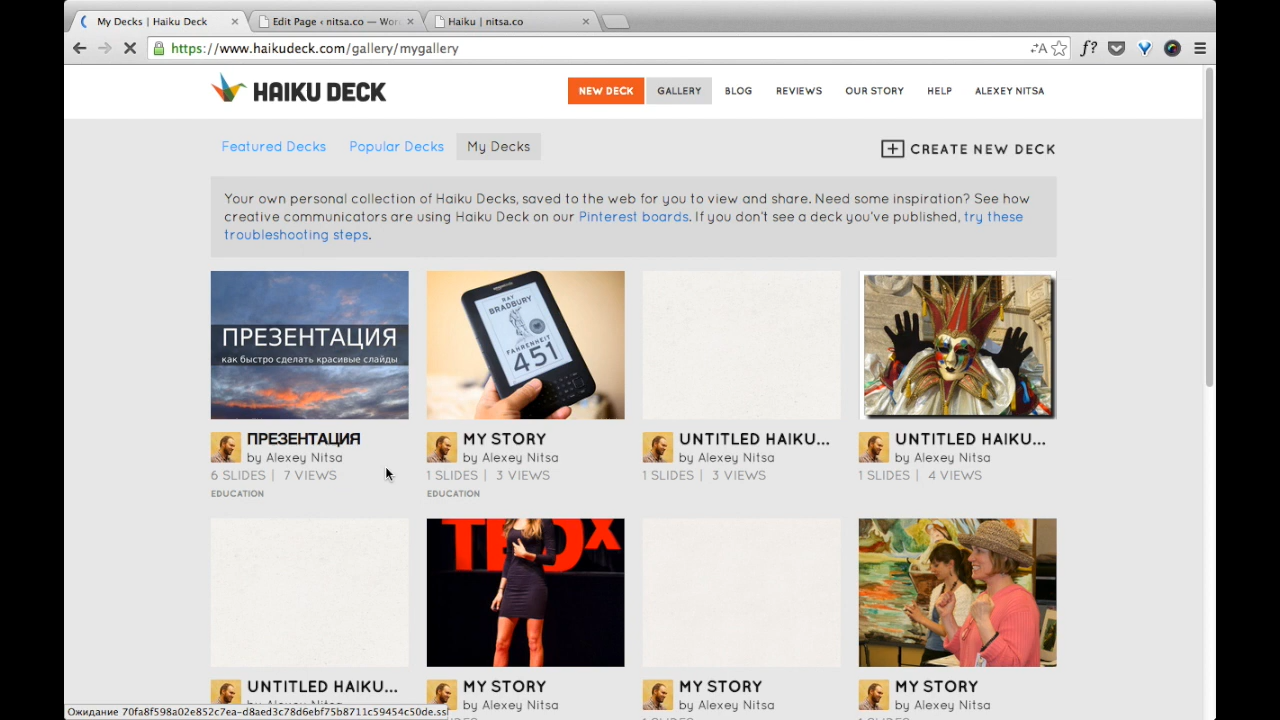 My Decks | Haiku Deck
Edit Page ‹ nitsa.co — Wor
Haiku | nitsa.co
https://www.haikudeck.com/gallery/mygallery
f?
HAIKU DECK
NEW DECK
GALLERY
BLOG
REVIEWS
OUR STORY
HELP
ALEXEY NITSA
Featured Decks
Popular Decks
My Decks
CREATE NEW DECK
Your own personal collection of Haiku Decks, saved to the web for you to view and share. Need some inspiration? See how
creative communicators are using Haiku Deck on our Pinterest boards. If you don't see a deck you've published, try these
troubleshooting steps.
ПРЕЗЕНТАЦИЯ
как быстро сделать красивые слайды
RAY
BRADBURY
FAHRENHEIT
451
ПРЕЗЕНТАЦИЯ
by Alexey Nitsa
6 SLIDES | 7 VIEWS
EDUCATION
MY STORY
by Alexey Nitsa
1 SLIDES | 3 VIEWS
EDUCATION
UNTITLED HAIKU...
by Alexey Nitsa
1 SLIDES | 3 VIEWS
UNTITLED HAIKU...
by Alexey Nitsa
1 SLIDES | 4 VIEWS
TEDx
UNTITLED HAIKU...
by Alexey Nitsa
MY STORY
by Alexey Nitsa
MY STORY
by Alexey Nitsa
MY STORY
by Alexey Nitsa
Ожидание 70fa8f598a02e852c7ea-d8aed3c78d6ebf75b8711c59454c50de.ssl